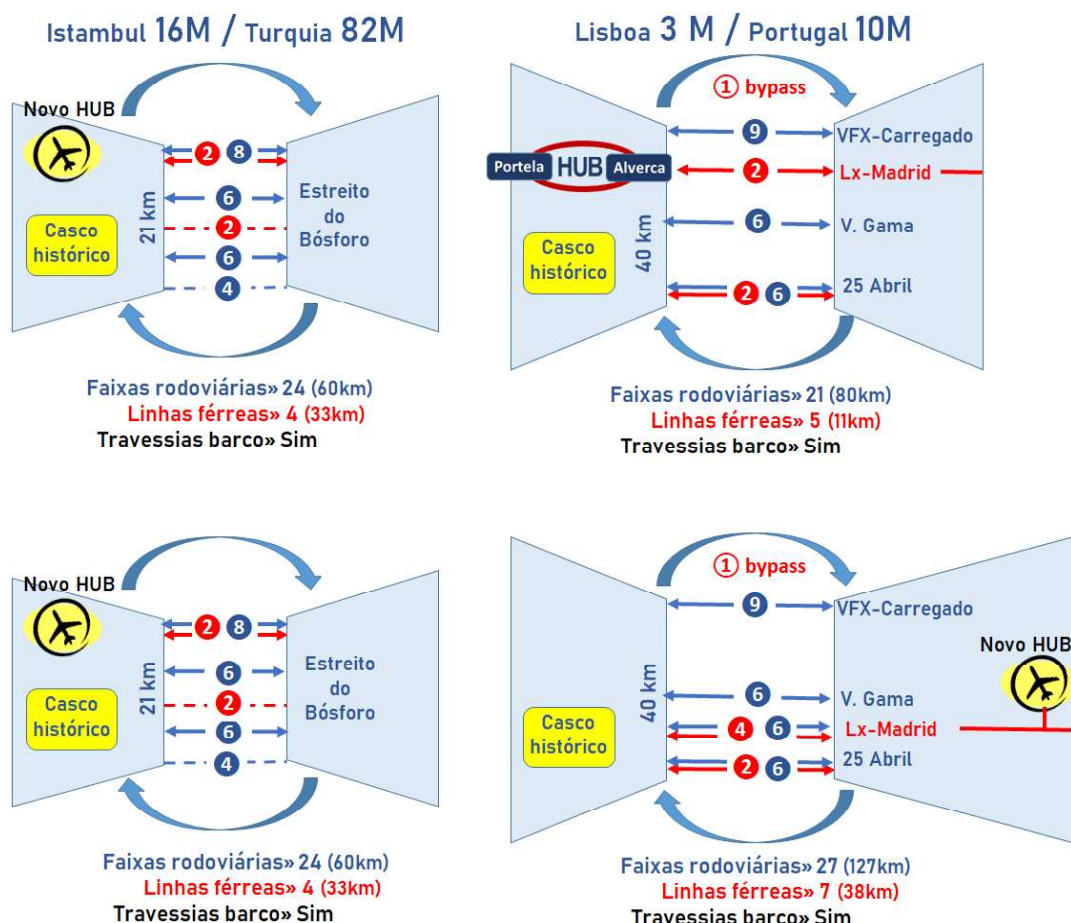 Istambul 16M / Turquia 82M
Novo HUB
2 8
6
21 km
2
6
4
Casco
histórico
Estreito
do
Bósforo
Faixas rodoviárias» 24 (60km)
Linhas férreas» 4 (33km)
Travessias barco» Sim
Lisboa 3 M / Portugal 10M
1 bypass
9 VFX-Carregado
Portela HUB Alverca
2 Lx-Madrid
6 V. Gama
40 km
Casco
histórico
2 6 25 Abril
Faixas rodoviárias» 21 (80km)
Linhas férreas» 5 (11km)
Travessias barco» Sim
Novo HUB
2 8
6
21 km
2
6
4
Casco
histórico
Estreito
do
Bósforo
Faixas rodoviárias» 24 (60km)
Linhas férreas» 4 (33km)
Travessias barco» Sim
1 bypass
9 VFX-Carregado
Novo HUB
40 km
6 V. Gama
4 6 Lx-Madrid
Casco
histórico
2 6 25 Abril
Faixas rodoviárias» 27 (127km)
Linhas férreas» 7 (38km)
Travessias barco» Sim